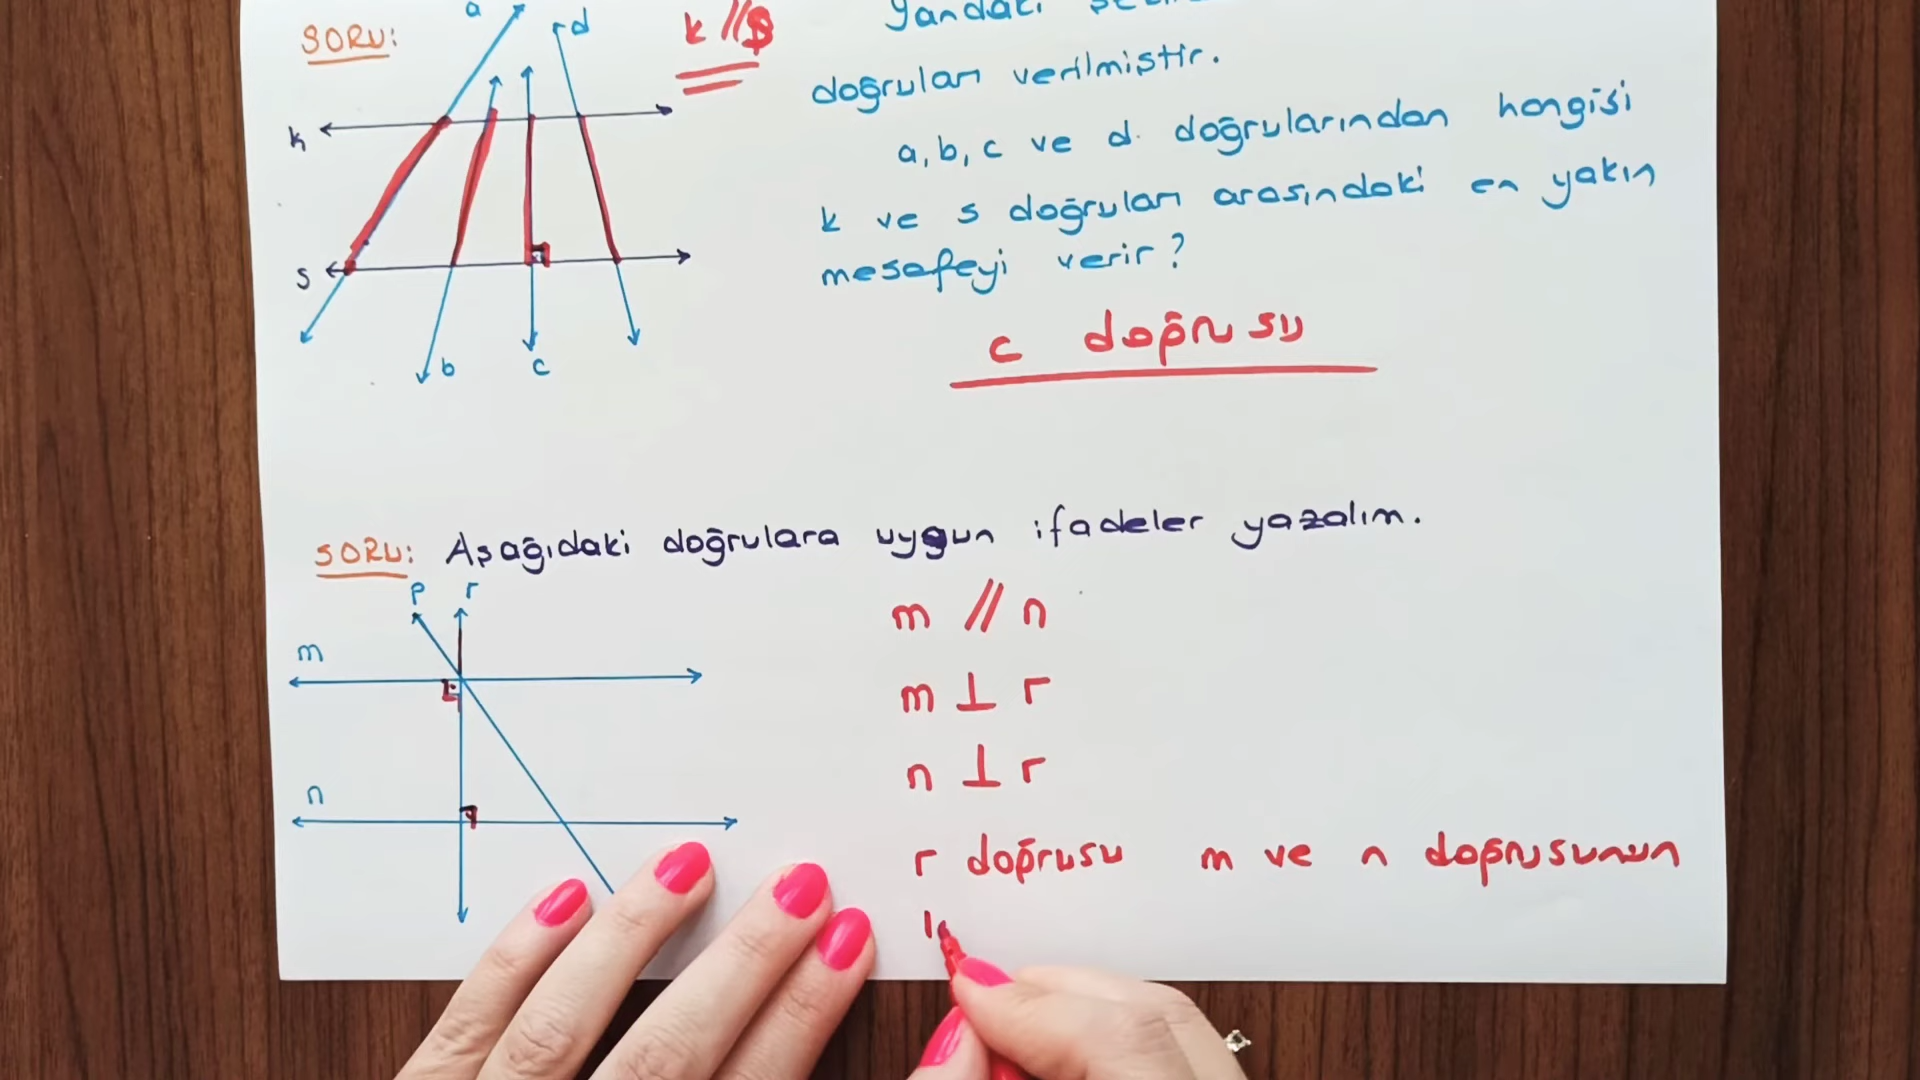 SORU:
a
d
k
s
b
c
k // s
Yandaki
doğruları verilmiştir.
a, b, c ve d doğrularından hangisi
k ve s doğruları arasındaki en yakın
mesafeyi verir?
c doğrusu
SORU: Aşağıdaki doğrulara uygun ifadeler yazalım.
p r
m
n
m // n
m ⊥ r
n ⊥ r
r doğrusu m ve n doğrusunun